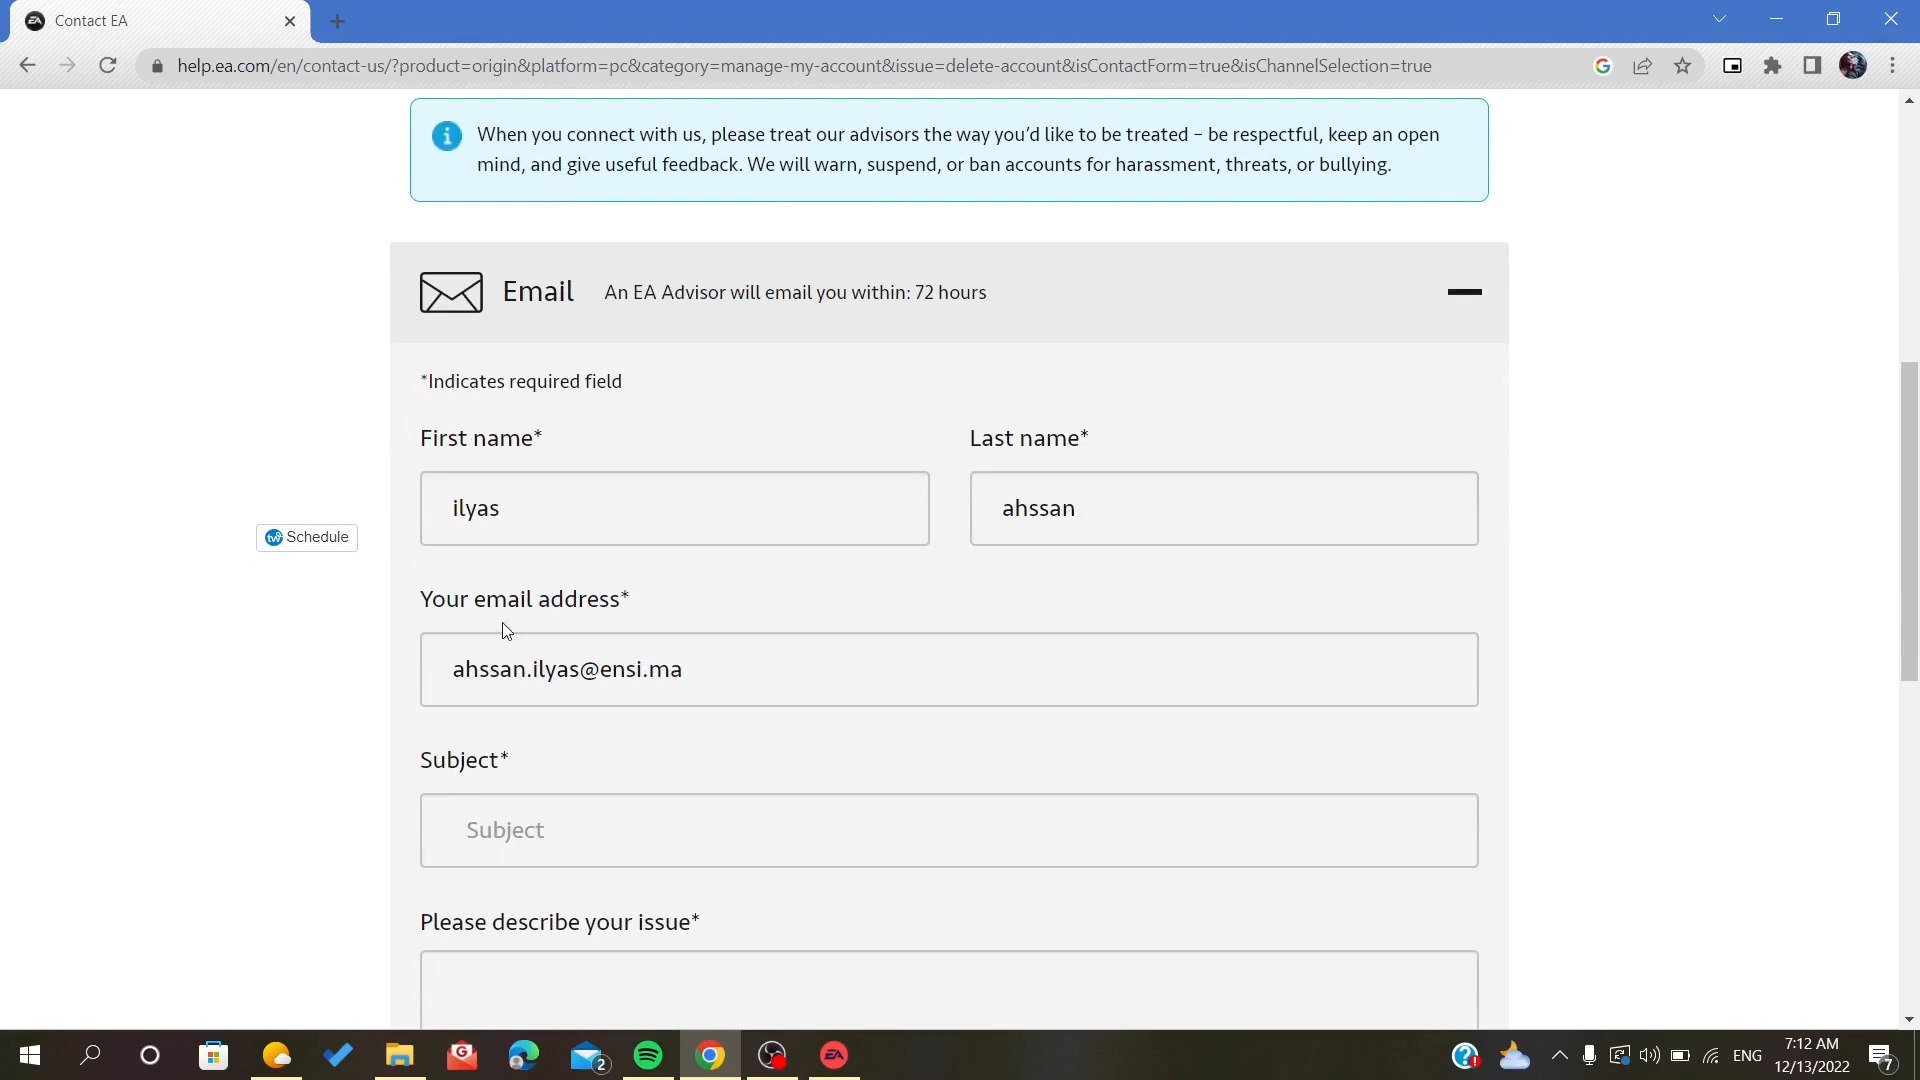 Contact EA
help.ea.com/en/contact-us/?product=origin&platform=pc&category=manage-my-account&issue=delete-account&isContactForm=true&isChannelSelection=true
When you connect with us, please treat our advisors the way you’d like to be treated – be respectful, keep an open
mind, and give useful feedback. We will warn, suspend, or ban accounts for harassment, threats, or bullying.
Email An EA Advisor will email you within: 72 hours
*Indicates required field
First name* Last name*
ilyas ahssan
Schedule
Your email address*
ahssan.ilyas@ensi.ma
Subject*
Subject
Please describe your issue*
2
ENG
7:12 AM
12/13/2022
7